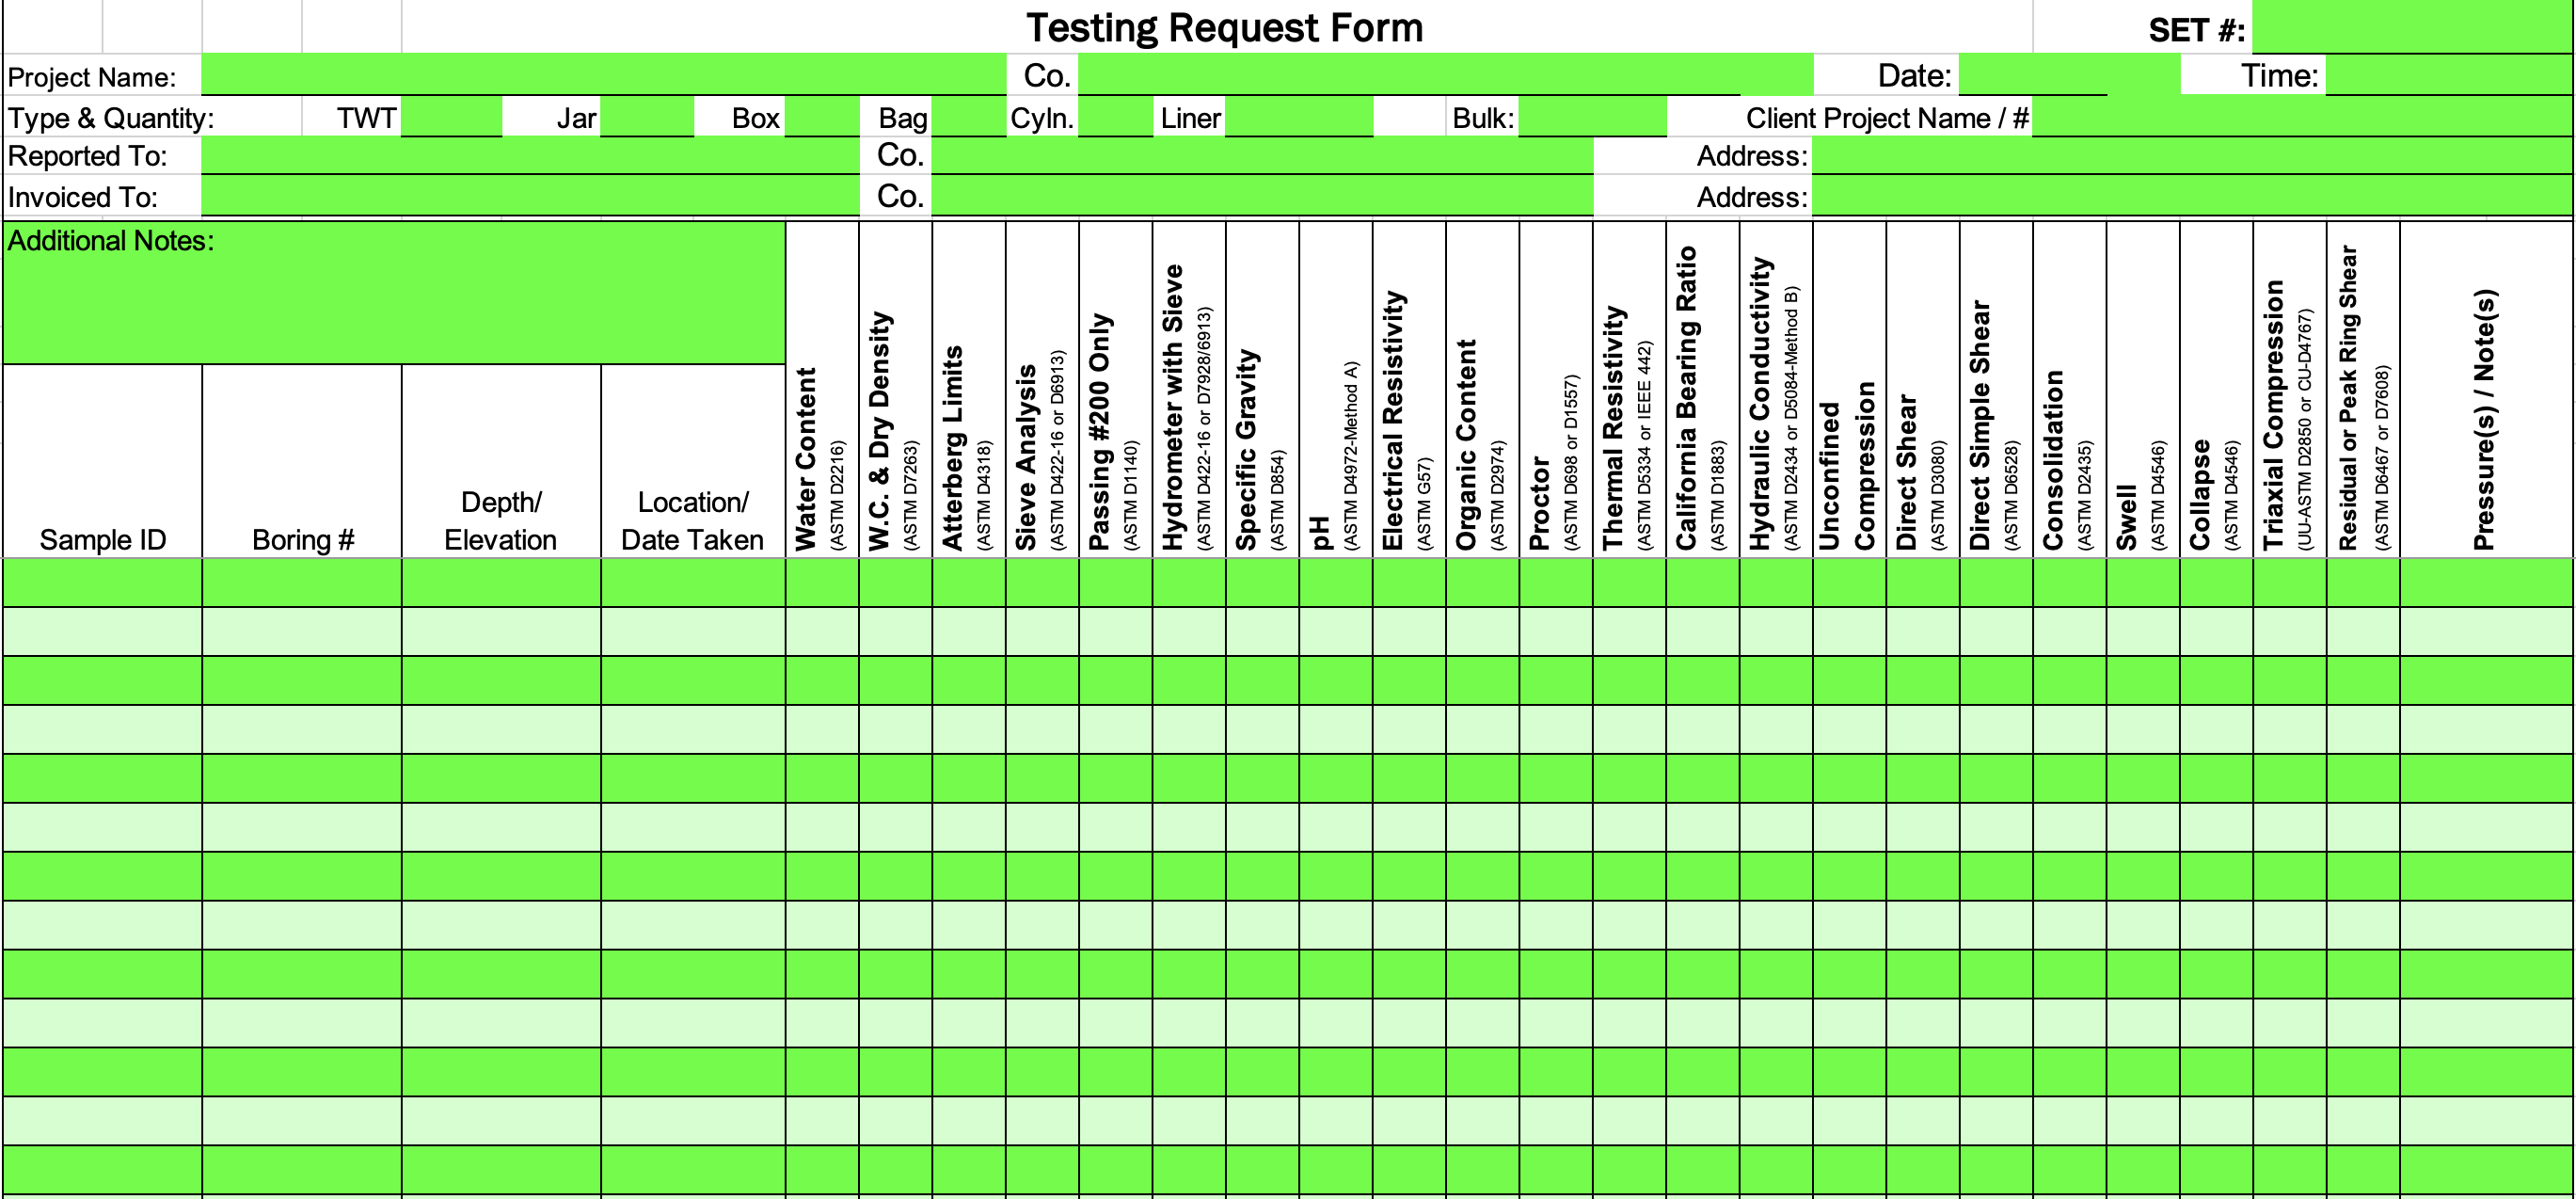 Testing Request Form SET #:
Project Name: Co. Date: Time:
Type & Quantity: TWT Jar Box Bag Cyln. Liner Bulk: Client Project Name / #
Reported To: Co. Address:
Invoiced To: Co. Address:
Additional Notes:
Sample ID
Boring #
Depth/
Elevation
Location/
Date Taken
Water Content
(ASTM D2216)
W.C. & Dry Density
(ASTM D7263)
Atterberg Limits
(ASTM D4318)
Sieve Analysis
(ASTM D422-16 or D6913)
Passing #200 Only
(ASTM D1140)
Hydrometer with Sieve
(ASTM D422-16 or D7928/6913)
Specific Gravity
(ASTM D854)
pH
(ASTM D4972-Method A)
Electrical Resistivity
(ASTM G57)
Organic Content
(ASTM D2974)
Proctor
(ASTM D698 or D1557)
Thermal Resistivity
(ASTM D5334 or IEEE 442)
California Bearing Ratio
(ASTM D1883)
Hydraulic Conductivity
(ASTM D2434 or D5084-Method B)
Unconfined
Compression
Direct Shear
(ASTM D3080)
Direct Simple Shear
(ASTM D6528)
Consolidation
(ASTM D2435)
Swell
(ASTM D4546)
Collapse
(ASTM D4546)
Triaxial Compression
(UU-ASTM D2850 or CU-D4767)
Residual or Peak Ring Shear
(ASTM D6467 or D7608)
Pressure(s) / Note(s)